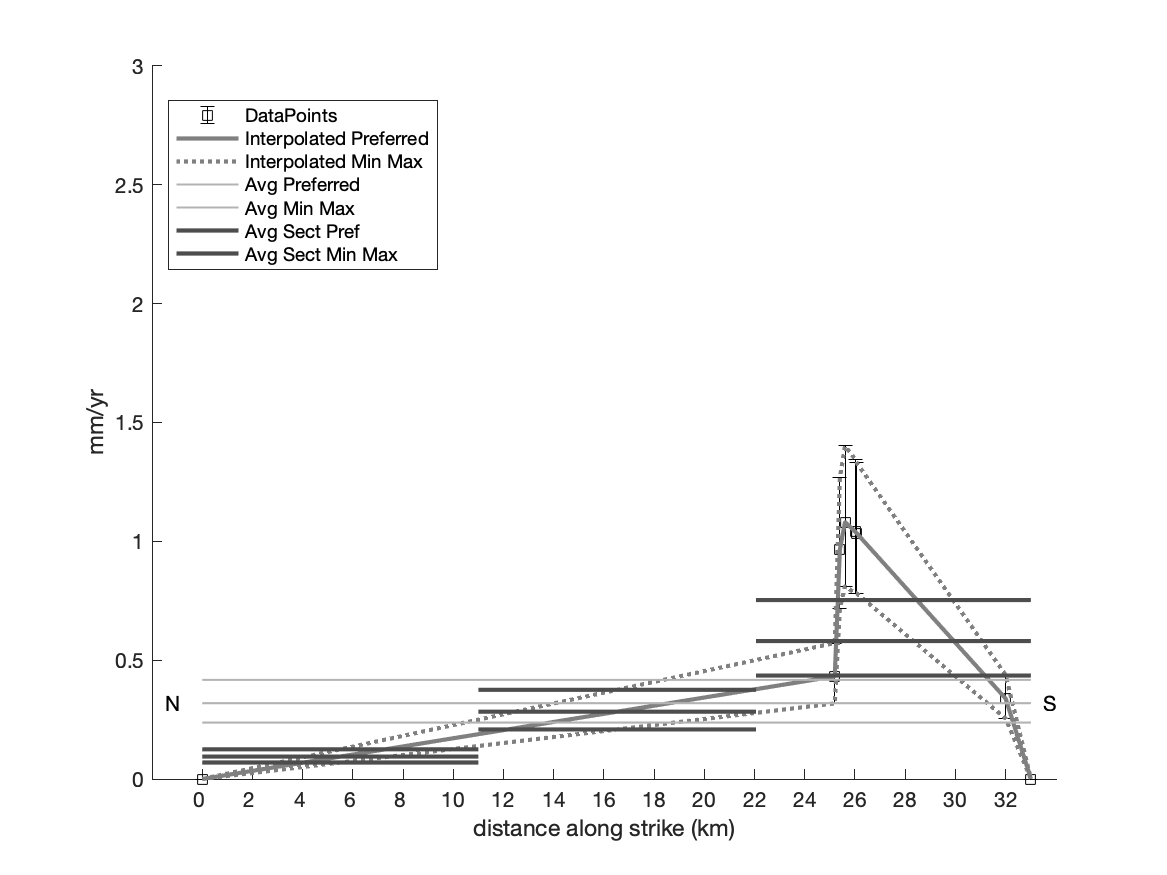 3
2.5
2
1.5
1
0.5
0
mm/yr
DataPoints
Interpolated Preferred
Interpolated Min Max
Avg Preferred
Avg Min Max
Avg Sect Pref
Avg Sect Min Max
N
S
0 2 4 6 8 10 12 14 16 18 20 22 24 26 28 30 32
distance along strike (km)